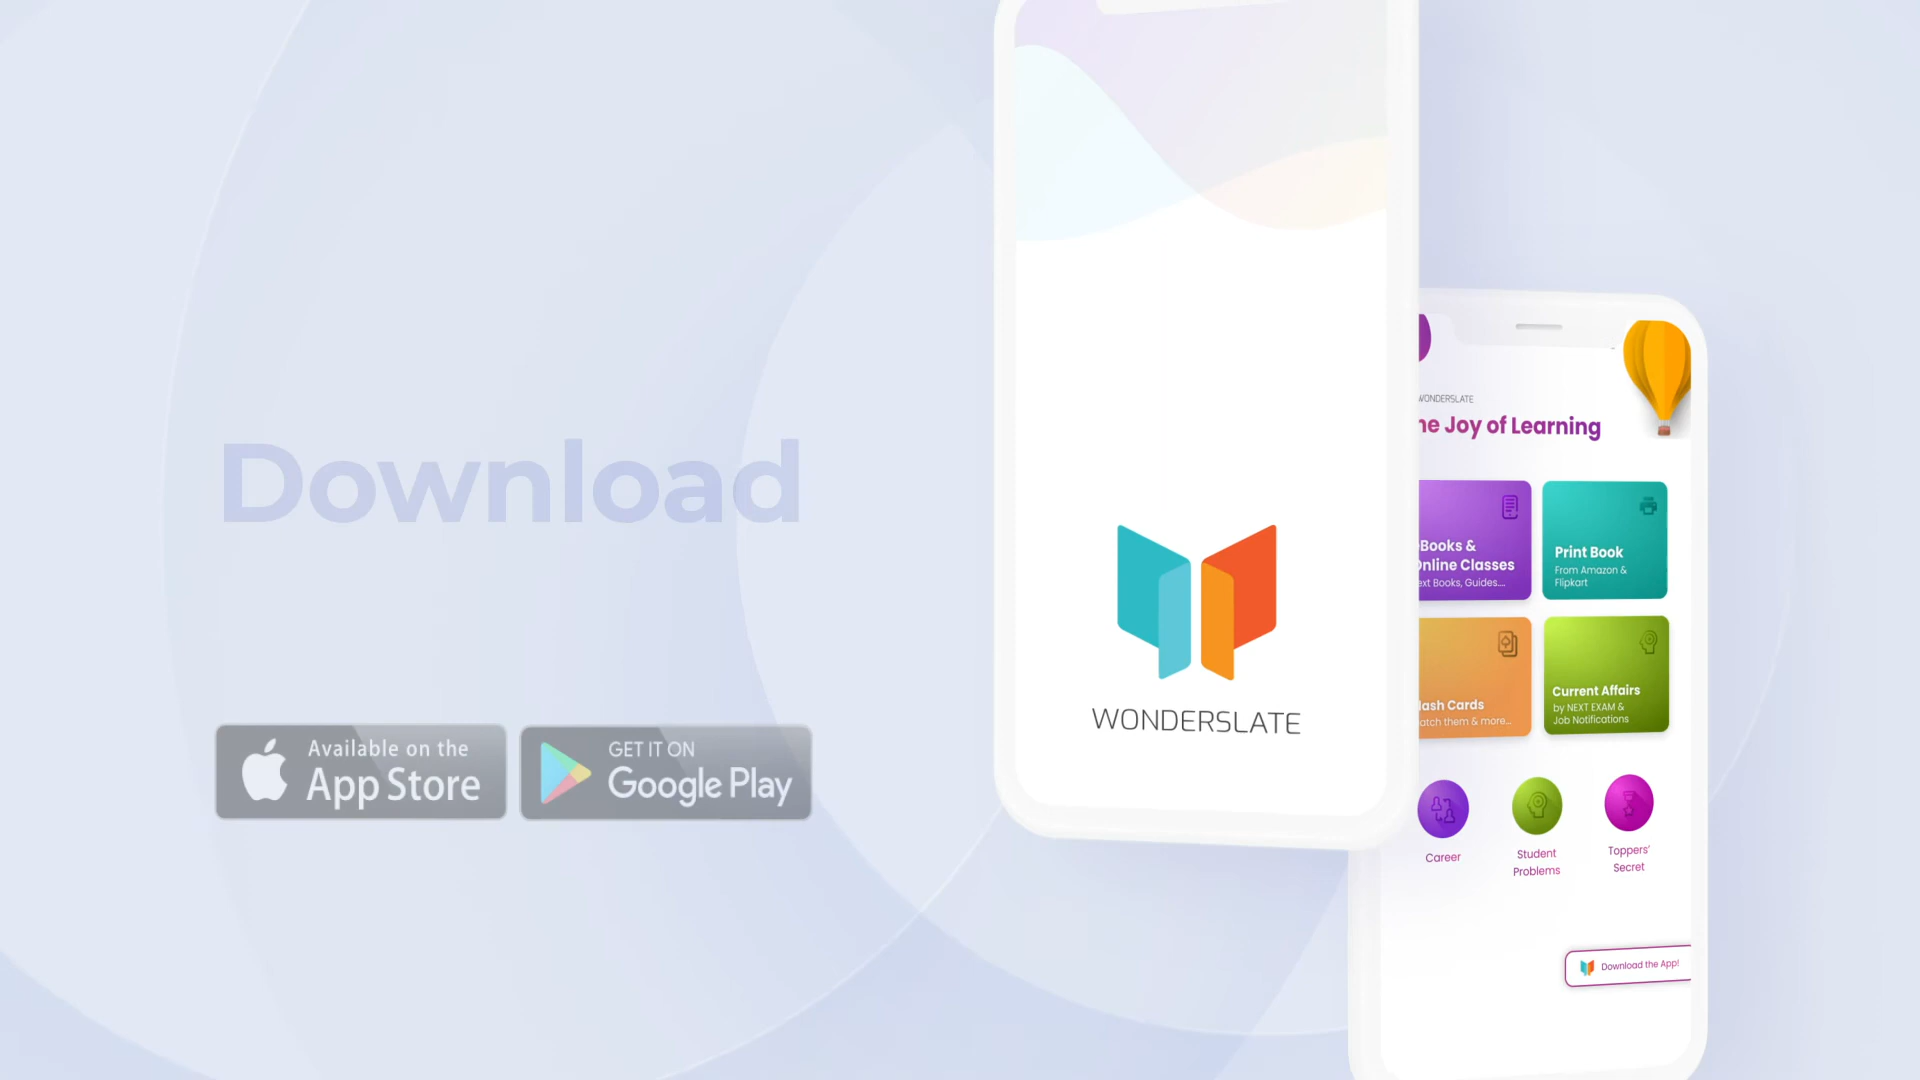 Download
Available on the
App Store
GET IT ON
Google Play
WONDERSLATE
WONDERSLATE
he Joy of Learning
Books &
Online Classes
ext Books, Guides....
Print Book
From Amazon &
Flipkart
lash Cards
atch them & more...
Current Affairs
by NEXT EXAM &
Job Notifications
Career
Student
Problems
Toppers'
Secret
Download the App!